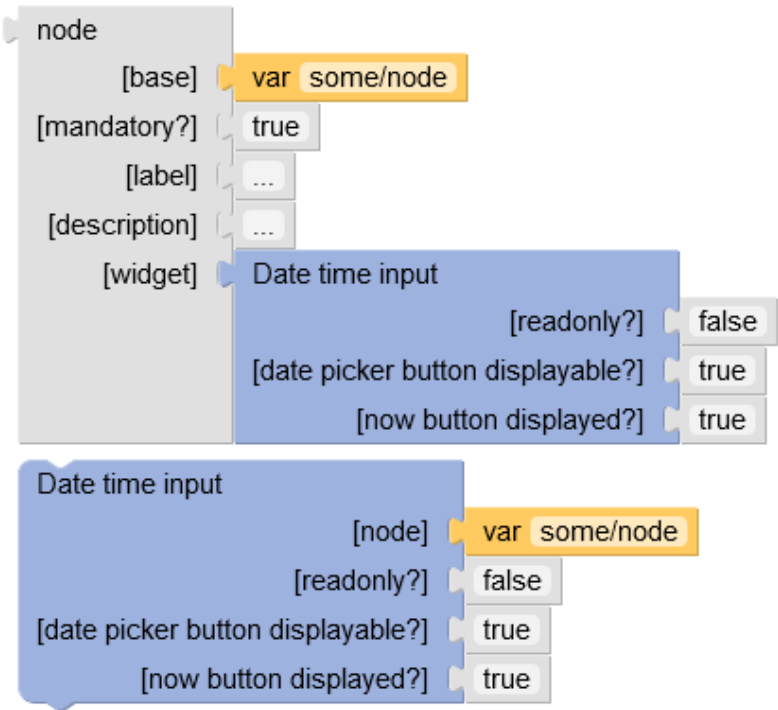 node
[base] var some/node
[mandatory?] true
[label] ...
[description] ...
[widget] Date time input
[readonly?] false
[date picker button displayable?] true
[now button displayed?] true
Date time input
[node] var some/node
[readonly?] false
[date picker button displayable?] true
[now button displayed?] true